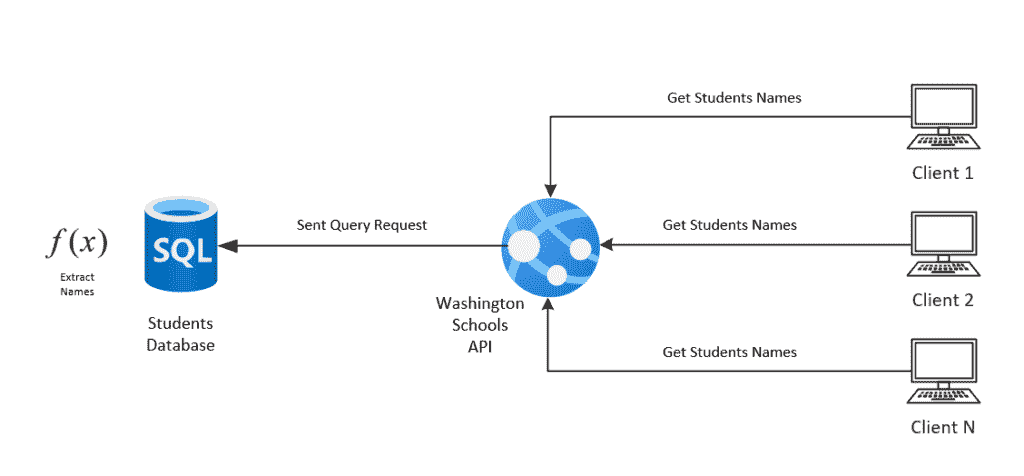 Get Students Names
Client 1
f(x)
Extract
Names
SQL
Students
Database
Sent Query Request
Washington
Schools
API
Get Students Names
Client 2
Get Students Names
Client N